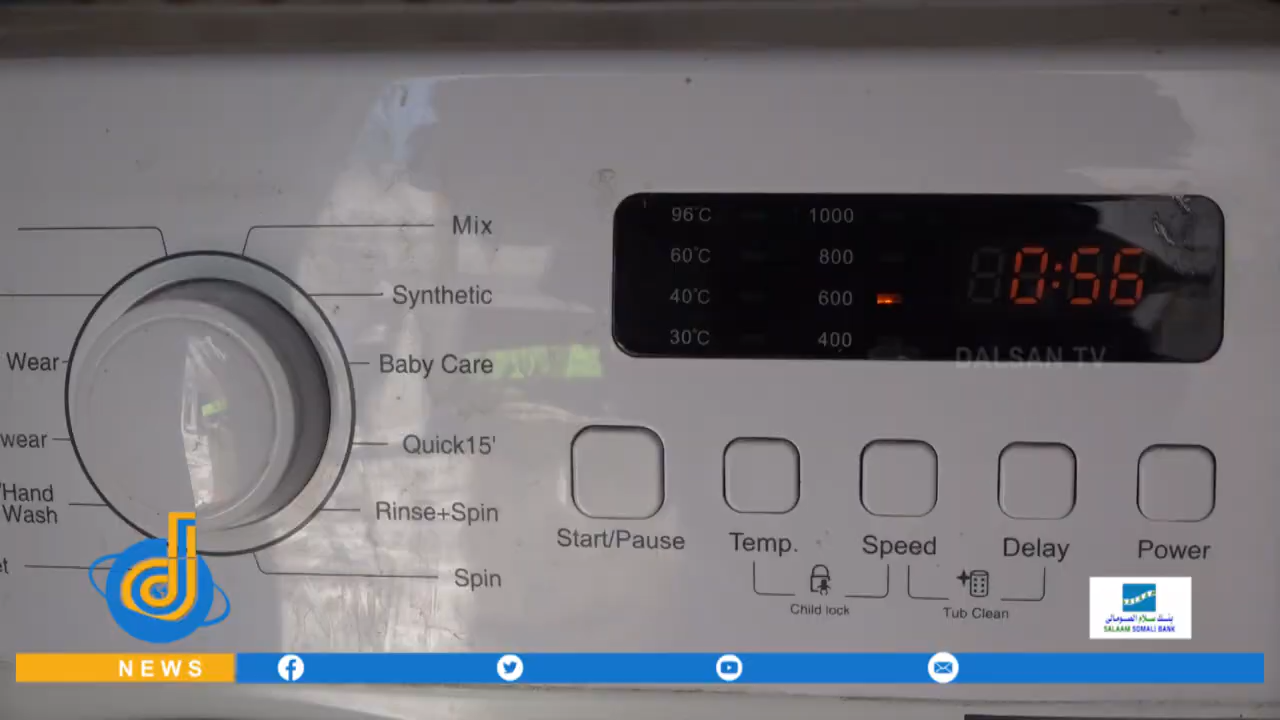 Mix
Synthetic
Baby Care
Quick15'
Rinse+Spin
Spin
Wear
wear
Hand
Wash
96°C
60°C
40°C
30°C
1000
800
600
400
0:56
DALSAN TV
Start/Pause
Temp.
Speed
Delay
Power
Child lock
Tub Clean
بنك سلام الصومالي
SALAAM SOMALI BANK
NEWS